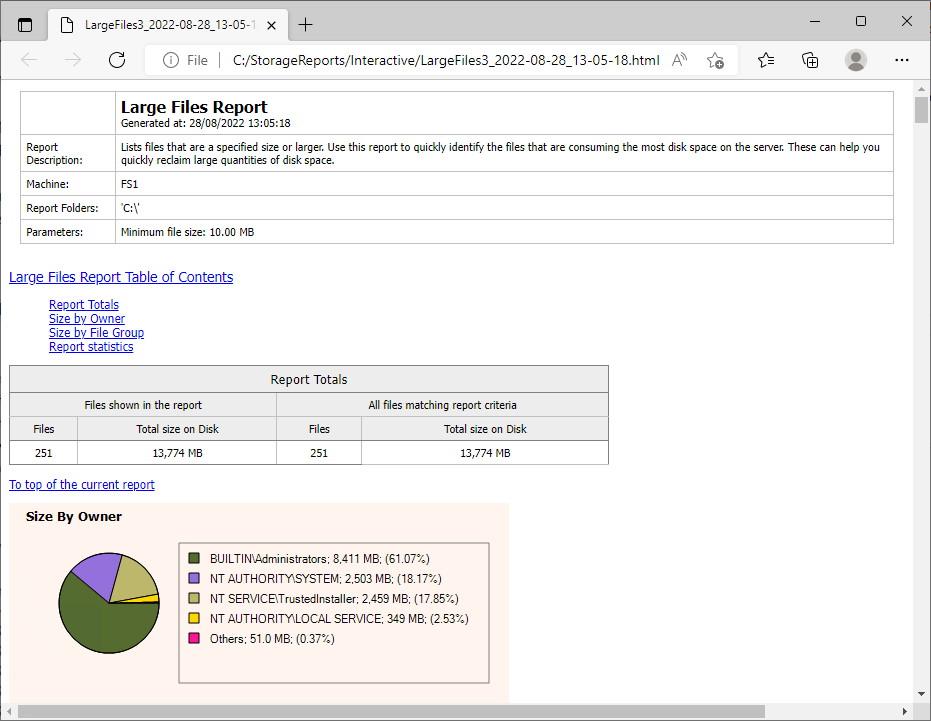 LargeFiles3_2022-08-28_13-05-1
File
C:/StorageReports/Interactive/LargeFiles3_2022-08-28_13-05-18.html
Large Files Report
Generated at: 28/08/2022 13:05:18
Report Description:
Lists files that are a specified size or larger. Use this report to quickly identify the files that are consuming the most disk space on the server. These can help you
quickly reclaim large quantities of disk space.
Machine:
FS1
Report Folders:
'C:\'
Parameters:
Minimum file size: 10.00 MB
Large Files Report Table of Contents
Report Totals
Size by Owner
Size by File Group
Report statistics
Report Totals
Files shown in the report
All files matching report criteria
Files
Total size on Disk
Files
Total size on Disk
251
13,774 MB
251
13,774 MB
To top of the current report
Size By Owner
BUILTIN\Administrators; 8,411 MB; (61.07%)
NT AUTHORITY\SYSTEM; 2,503 MB; (18.17%)
NT SERVICE\TrustedInstaller; 2,459 MB; (17.85%)
NT AUTHORITY\LOCAL SERVICE; 349 MB; (2.53%)
Others; 51.0 MB; (0.37%)